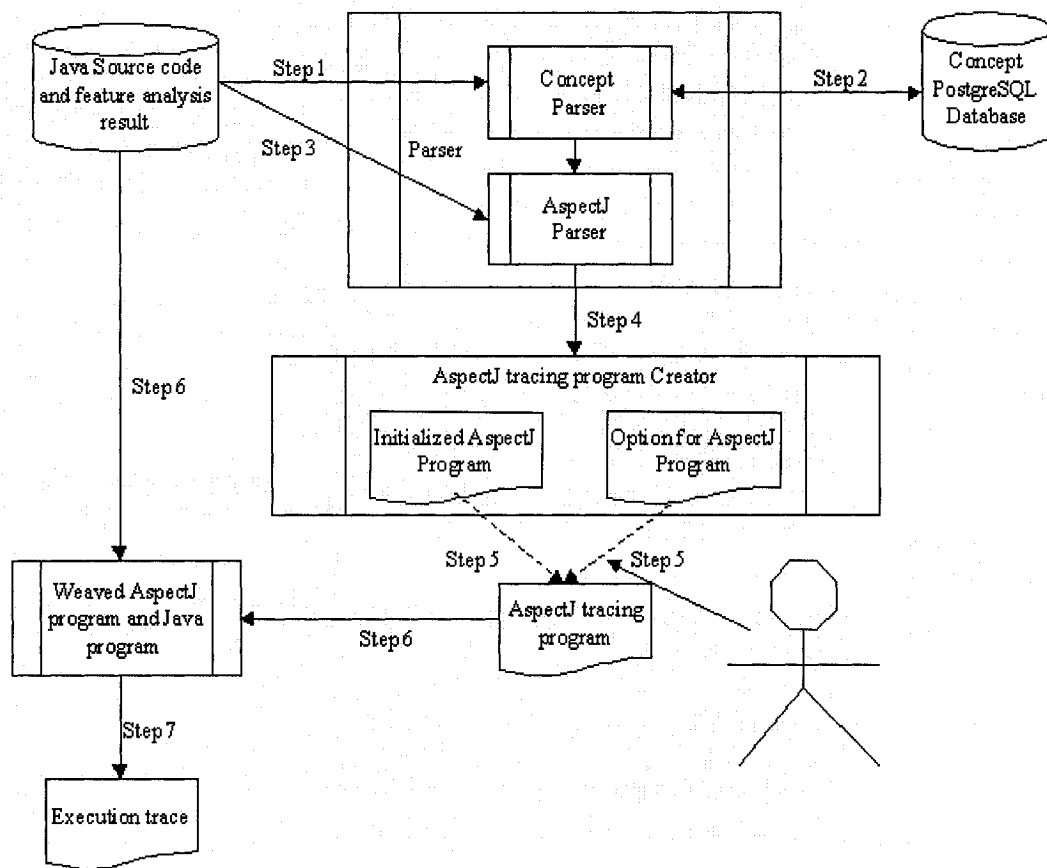 Java Source code
and feature analysis
result
Step 1
Concept
Parser
Step 2
Concept
PostgreSQL
Database
Step 3
Parser
AspectJ
Parser
Step 4
Step 6
AspectJ tracing program Creator
Initialized AspectJ
Program
Option for AspectJ
Program
Step 5
Step 5
Weaved AspectJ
program and Java
program
Step 6
AspectJ tracing
program
Step 7
Execution trace